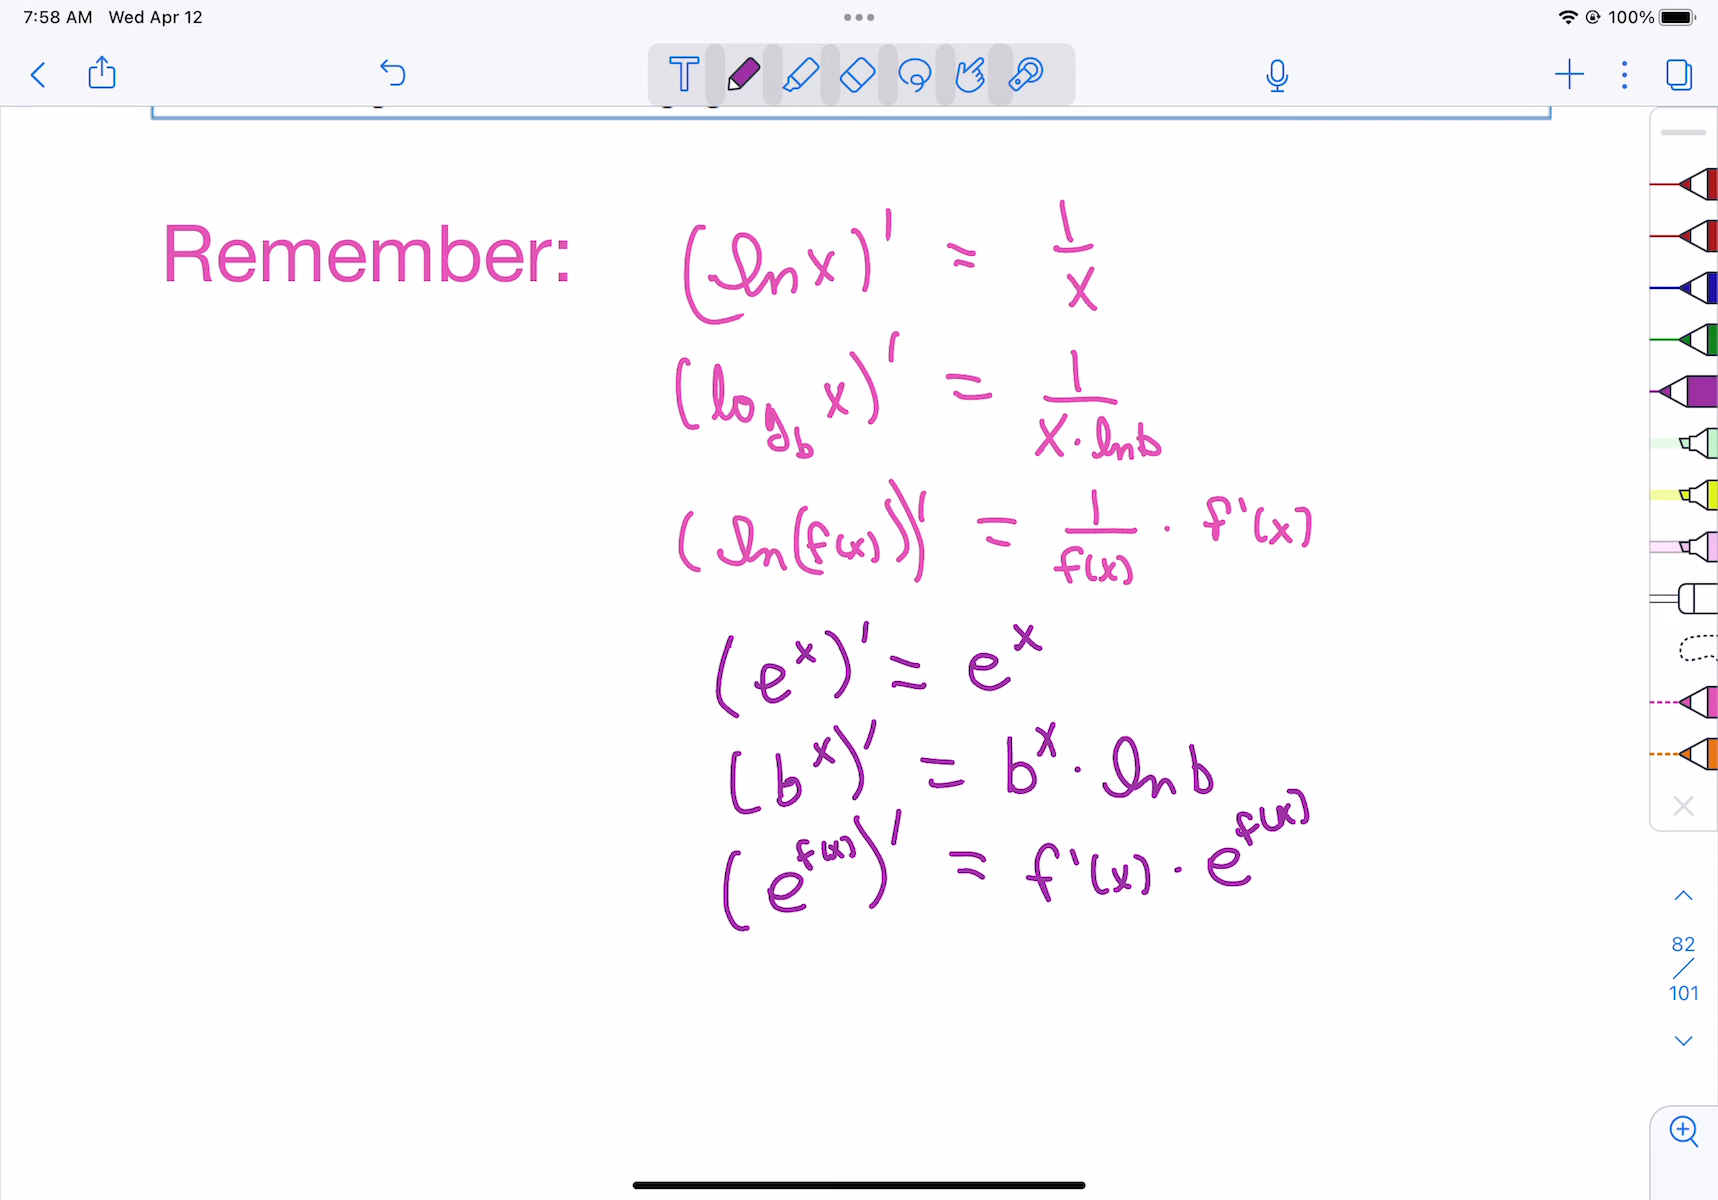 7:58 AM Wed Apr 12
100%
T
Remember:
(ln x)' = 1/x
(log_b x)' = 1/(x · ln b)
(ln(f(x)))' = 1/f(x) · f'(x)
(e^x)' = e^x
(b^x)' = b^x · ln b
(e^f(x))' = f'(x) · e^f(x)
82
/
101